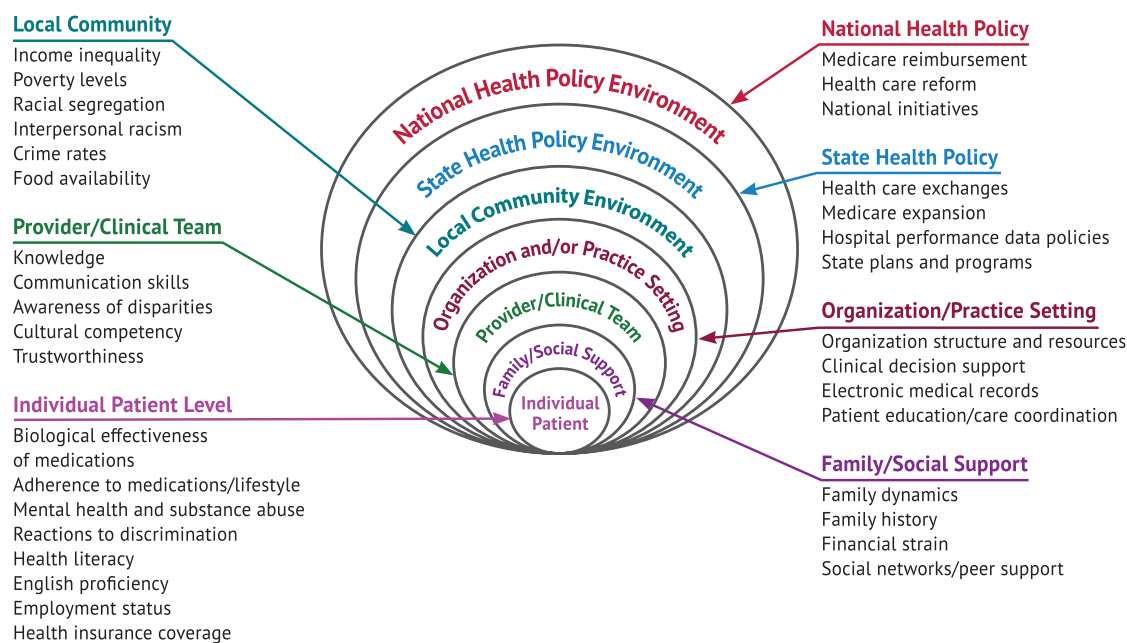 Local Community
Income inequality
Poverty levels
Racial segregation
Interpersonal racism
Crime rates
Food availability
Provider/Clinical Team
Knowledge
Communication skills
Awareness of disparities
Cultural competency
Trustworthiness
Individual Patient Level
Biological effectiveness
of medications
Adherence to medications/lifestyle
Mental health and substance abuse
Reactions to discrimination
Health literacy
English proficiency
Employment status
Health insurance coverage
National Health Policy Environment
State Health Policy Environment
Local Community Environment
Organization and/or Practice Setting
Provider/Clinical Team
Family/Social Support
Individual
Patient
National Health Policy
Medicare reimbursement
Health care reform
National initiatives
State Health Policy
Health care exchanges
Medicare expansion
Hospital performance data policies
State plans and programs
Organization/Practice Setting
Organization structure and resources
Clinical decision support
Electronic medical records
Patient education/care coordination
Family/Social Support
Family dynamics
Family history
Financial strain
Social networks/peer support